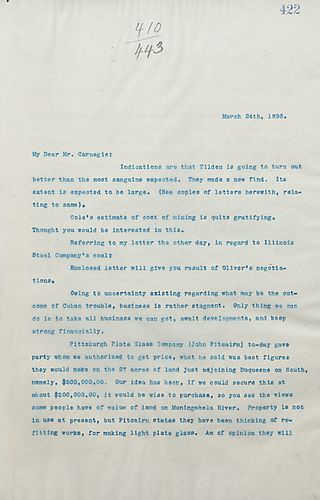 422
410
443
March 24th, 1898.
My Dear Mr. Carnegie:
Indications are that Tilden is going to turn out
better than the most sanguine expected. They made a new find. Its
extent is expected to be large. (See copies of letters herewith, rela-
ting to same).
Cole's estimate of cost of mining is quite gratifying.
Thought you would be interested in this.
Referring to my letter the other day, in regard to Illinois
Steel Company's coal:
Enclosed letter will give you result of Oliver's negotia-
tions.
Owing to uncertainty existing regarding what may be the out-
come of Cuban trouble, business is rather stagnant. Only thing we can
do is to take all business we can get, await developments, and keep
strong financially.
Pittsburgh Plate Glass Company (John Pitcairn) to-day gave
party whom we authorized to get price, what he said was best figures
they would make on the 27 acres of land just adjoining Duquesne on South,
namely, $500,000.00. Our idea has been, if we could secure this at
about $200,000.00, it would be wise to purchase, so you see the views
some people have of value of land on Monongahela River. Property is not
in use at present, but Pitcairn states they have been thinking of re-
fitting works, for making light plate glass. Am of opinion they will